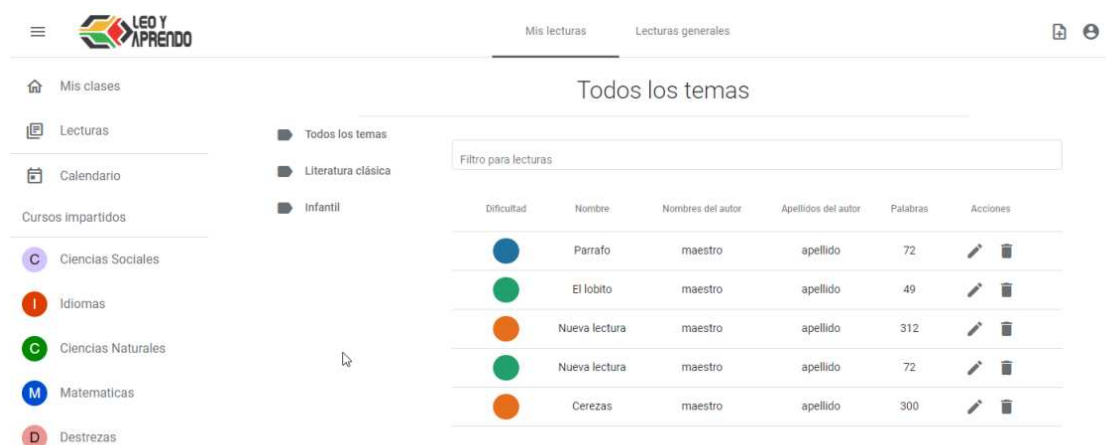 LEO Y
APRENDO
Mis lecturas
Lecturas generales
Mis clases
Lecturas
Calendario
Cursos impartidos
C Ciencias Sociales
I Idiomas
C Ciencias Naturales
M Matematicas
D Destrezas
Todos los temas
Todos los temas
Literatura clásica
Infantil
Filtro para lecturas
Dificultad Nombre Nombres del autor Apellidos del autor Palabras Acciones
Parrafo maestro apellido 72
El lobito maestro apellido 49
Nueva lectura maestro apellido 312
Nueva lectura maestro apellido 72
Cerezas maestro apellido 300